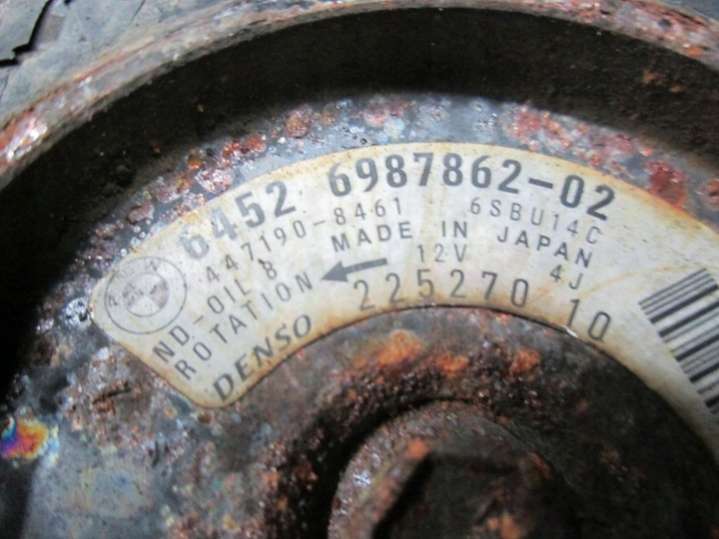 6452 6987862-02
447190-8461 6SBU14C
ND-OIL 8 MADE IN JAPAN
ROTATION 12V 4J
DENSO 225270 10